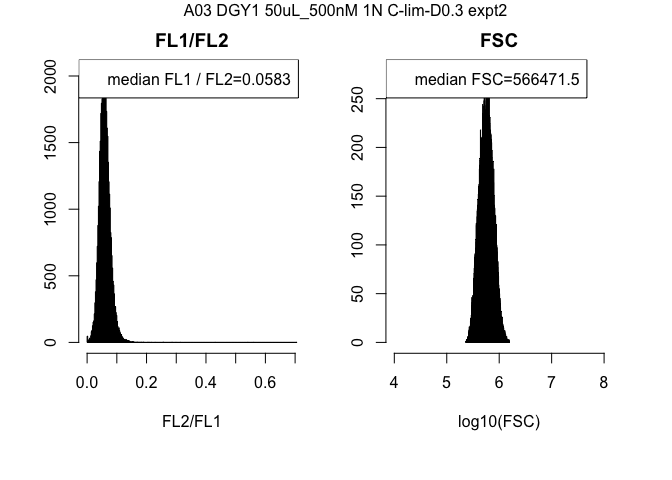 A03 DGY1 50uL_500nM 1N C-lim-D0.3 expt2
FL1/FL2
median FL1 / FL2=0.0583
0
500
1000
1500
2000
0.0
0.2
0.4
0.6
FL2/FL1
FSC
median FSC=566471.5
0
50
100
150
200
250
4
5
6
7
8
log10(FSC)